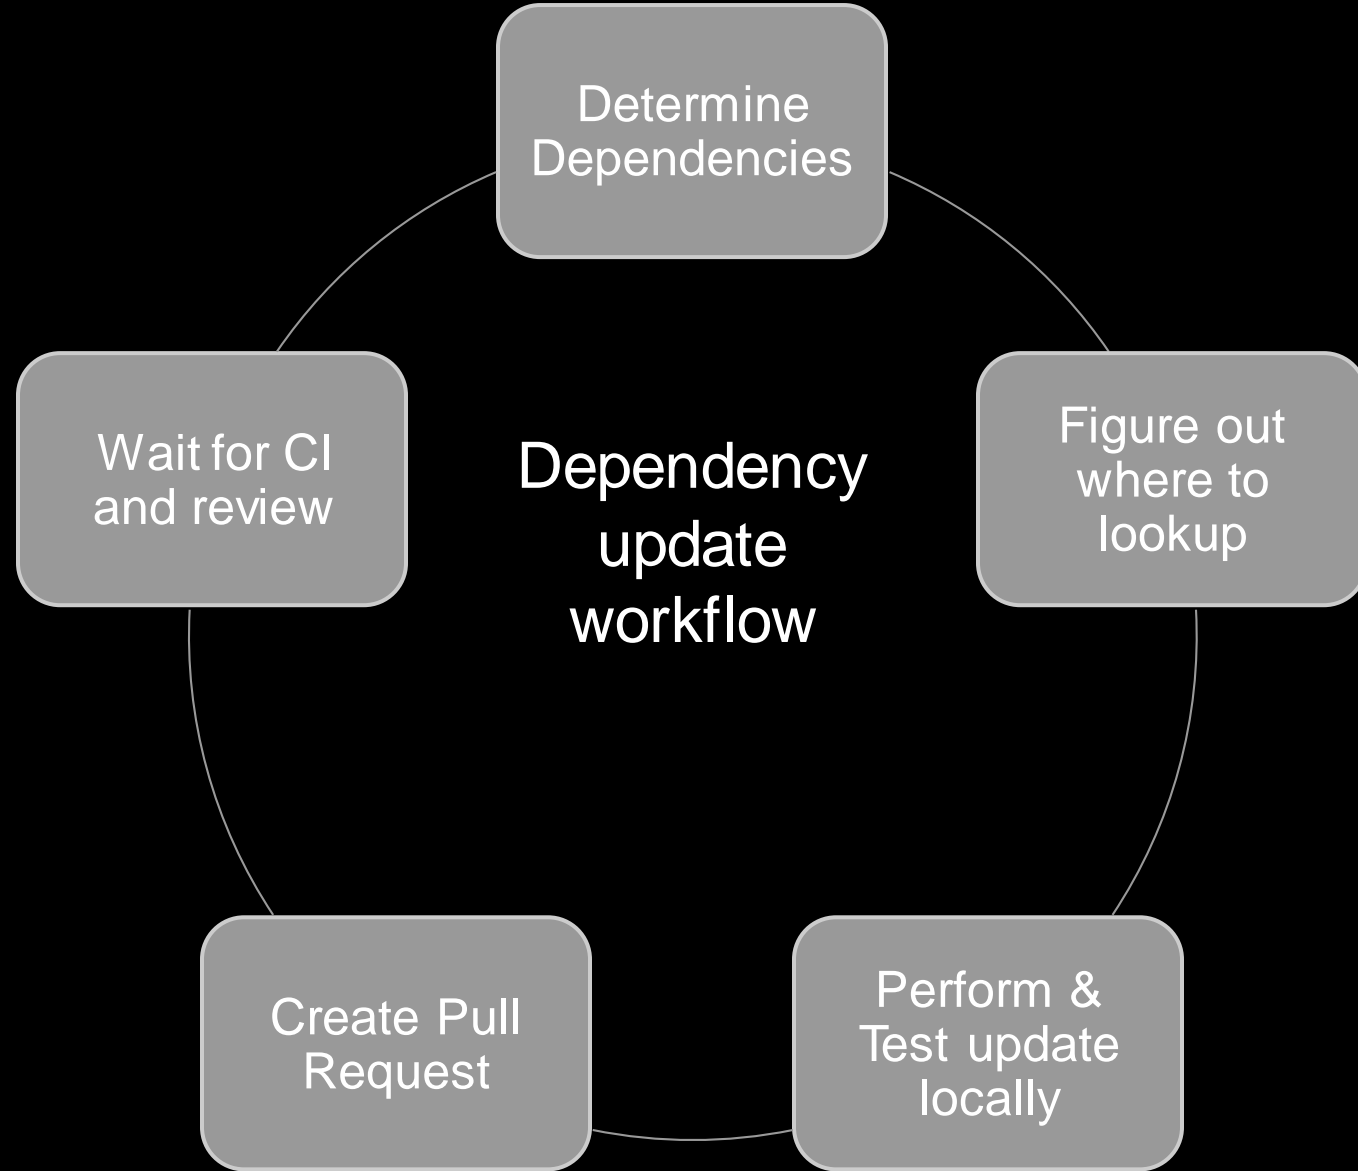 Determine
Dependencies
Figure out
where to
lookup
Perform &
Test update
locally
Create Pull
Request
Wait for CI
and review
Dependency
update
workflow